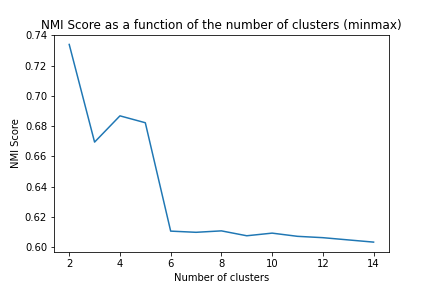 NMI Score as a function of the number of clusters (minmax)
0.74
0.72
0.70
0.68
0.66
0.64
0.62
0.60
NMI Score
2 4 6 8 10 12 14
Number of clusters